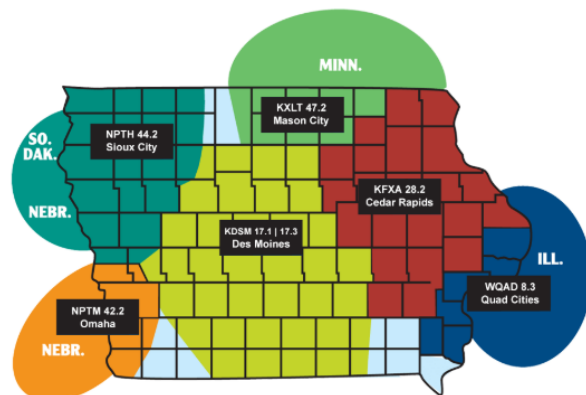 MINN.
KXLT 47.2
Mason City
NPTH 44.2
Sioux City
SO.
DAK.
NEBR.
KFXA 28.2
Cedar Rapids
KDSM 17.1 | 17.3
Des Moines
ILL.
WQAD 8.3
Quad Cities
NPTM 42.2
Omaha
NEBR.